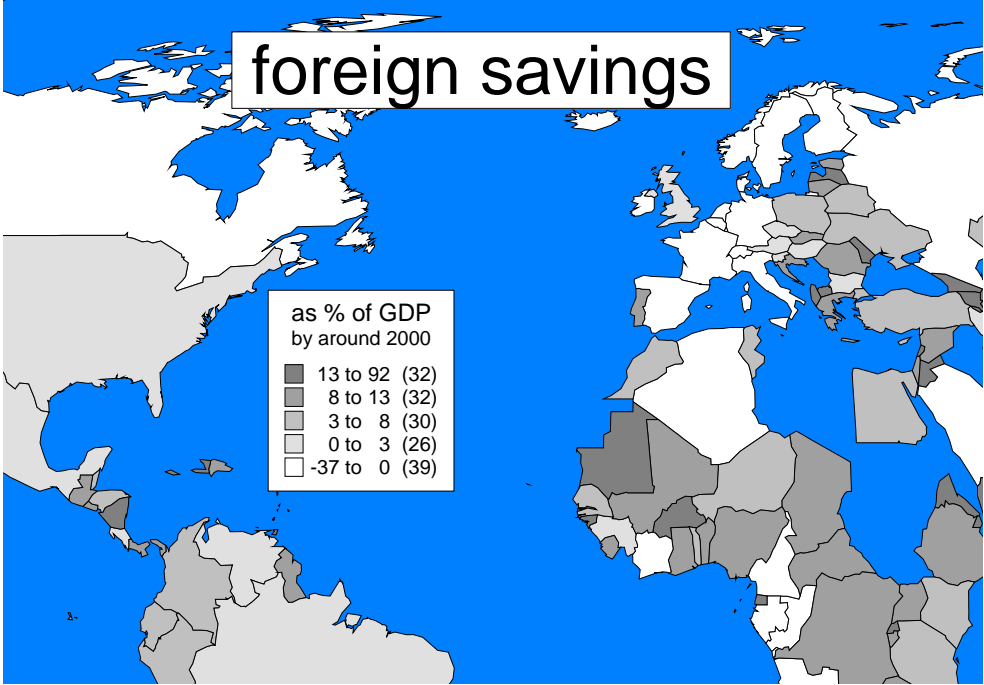 foreign savings
as % of GDP
by around 2000
13 to 92 (32)
8 to 13 (32)
3 to 8 (30)
0 to 3 (26)
-37 to 0 (39)